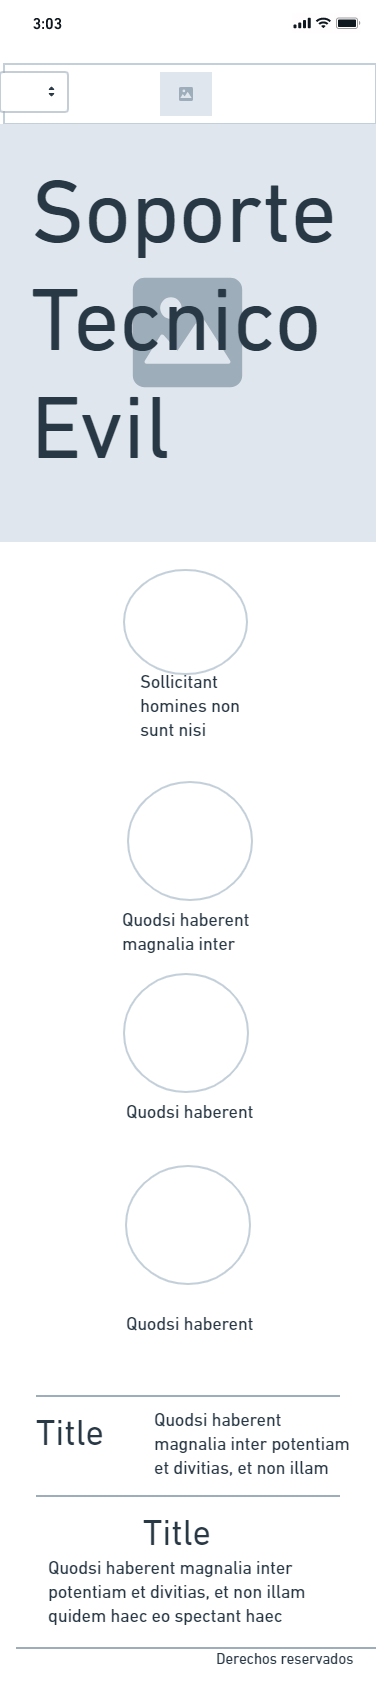 3:03
Soporte
Tecnico
Evil
Sollicitant
homines non
sunt nisi
Quodsi haberent
magnalia inter
Quodsi haberent
Quodsi haberent
Title
Quodsi haberent
magnalia inter potentiam
et divitias, et non illam
Title
Quodsi haberent magnalia inter
potentiam et divitias, et non illam
quidem haec eo spectant haec
Derechos reservados